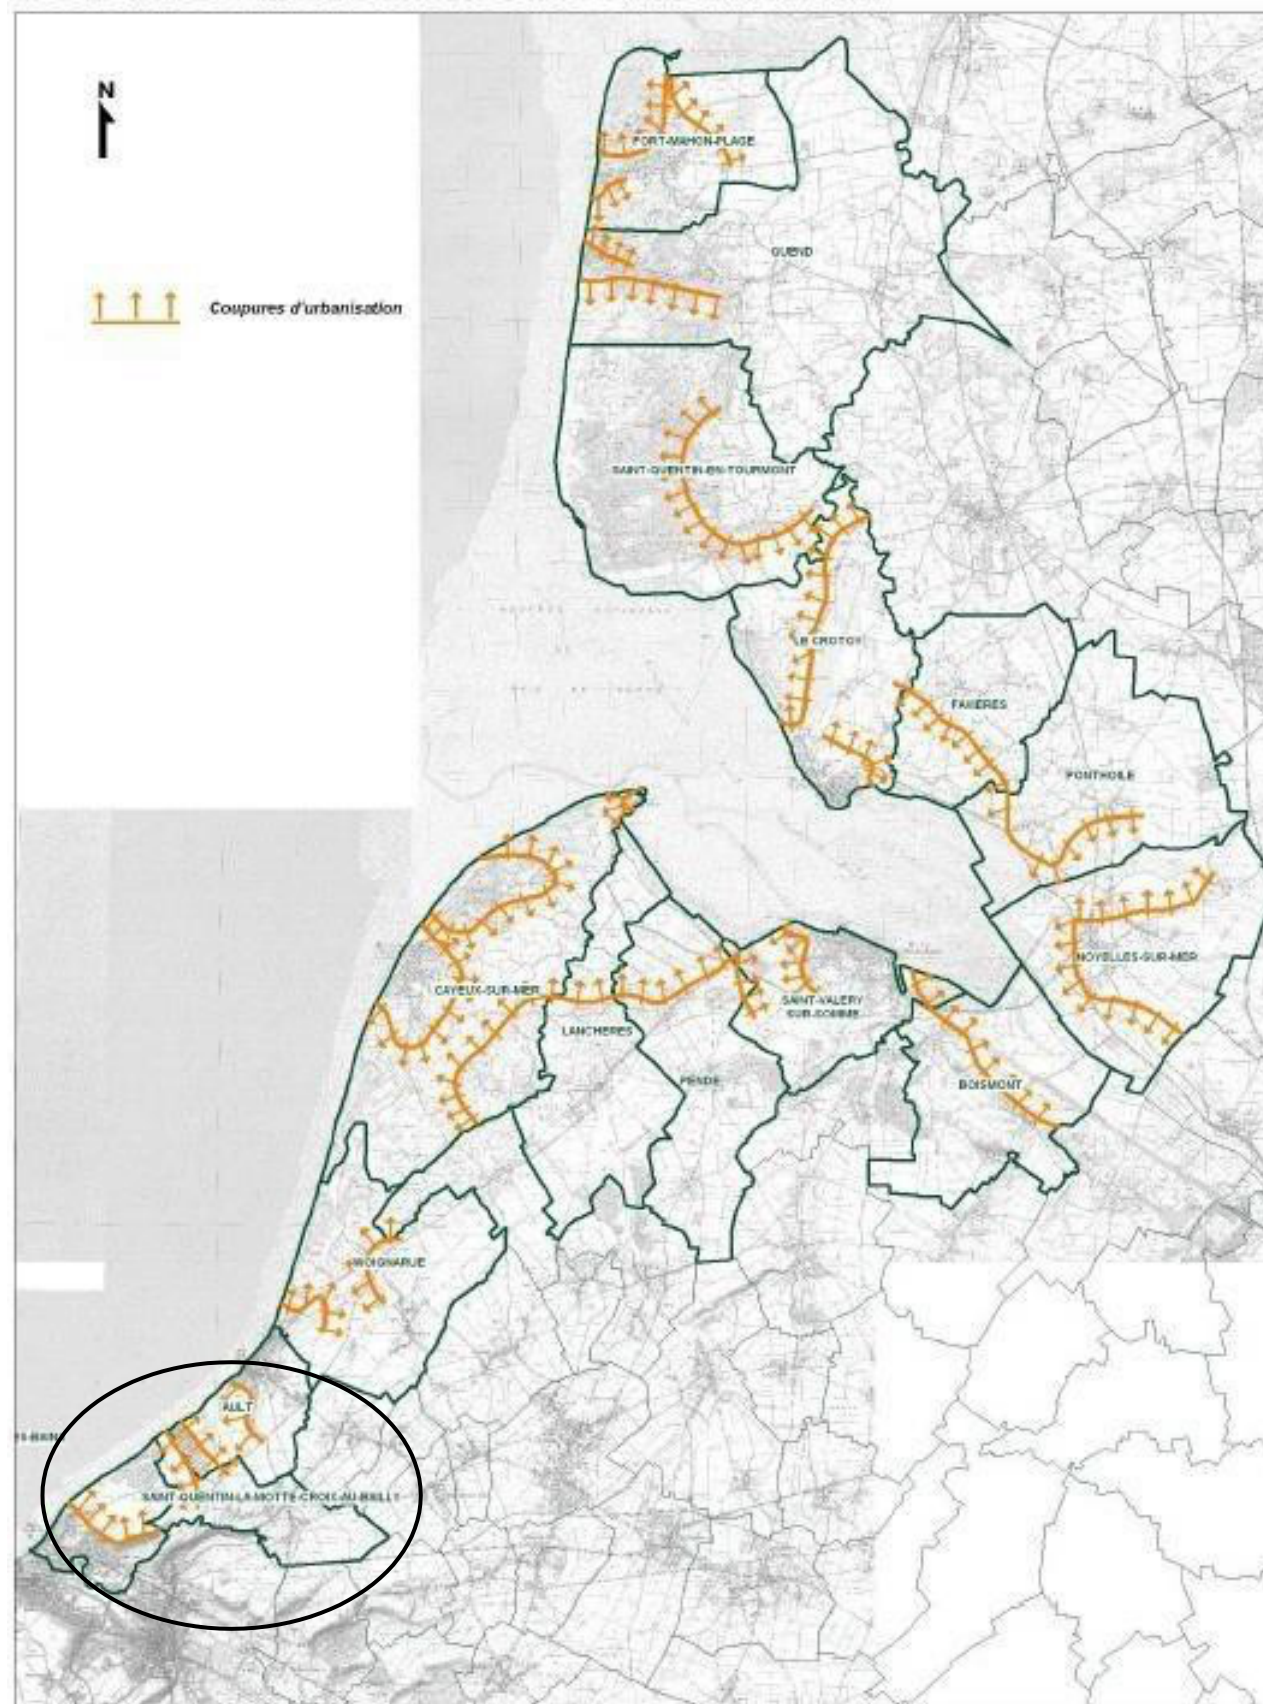 N
Coupures d'urbanisation
FORT-MAHON-PLAGE
QUEND
SAINT-QUENTIN-EN-TOURMONT
LE CROTOY
FAVIERES
PONTHOILE
NOYELLES-SUR-MER
CAYEUX-SUR-MER
SAINT-VALERY
SUR-SOMME
LANCHERES
PENDE
BOISMONT
WOIGNARUE
AULT
SAINT-QUENTIN-LA-MOTTE-CROIX-AU-BAILLY